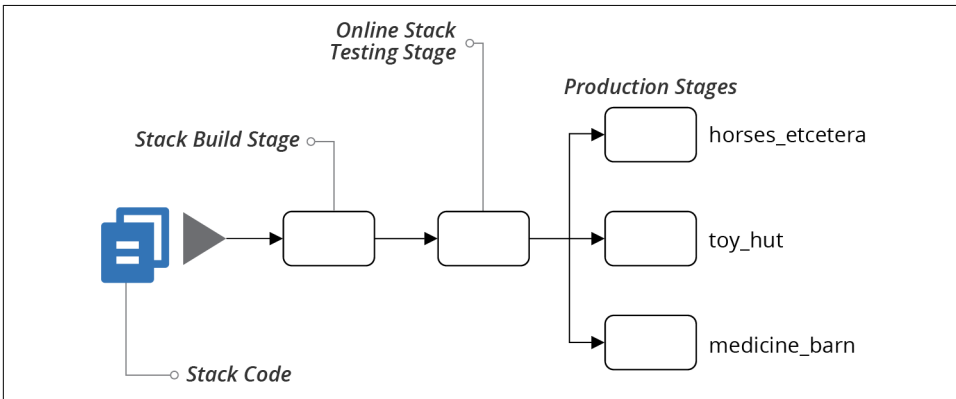 Online Stack
Testing Stage
Production Stages
Stack Build Stage
horses_etcetera
toy_hut
medicine_barn
Stack Code